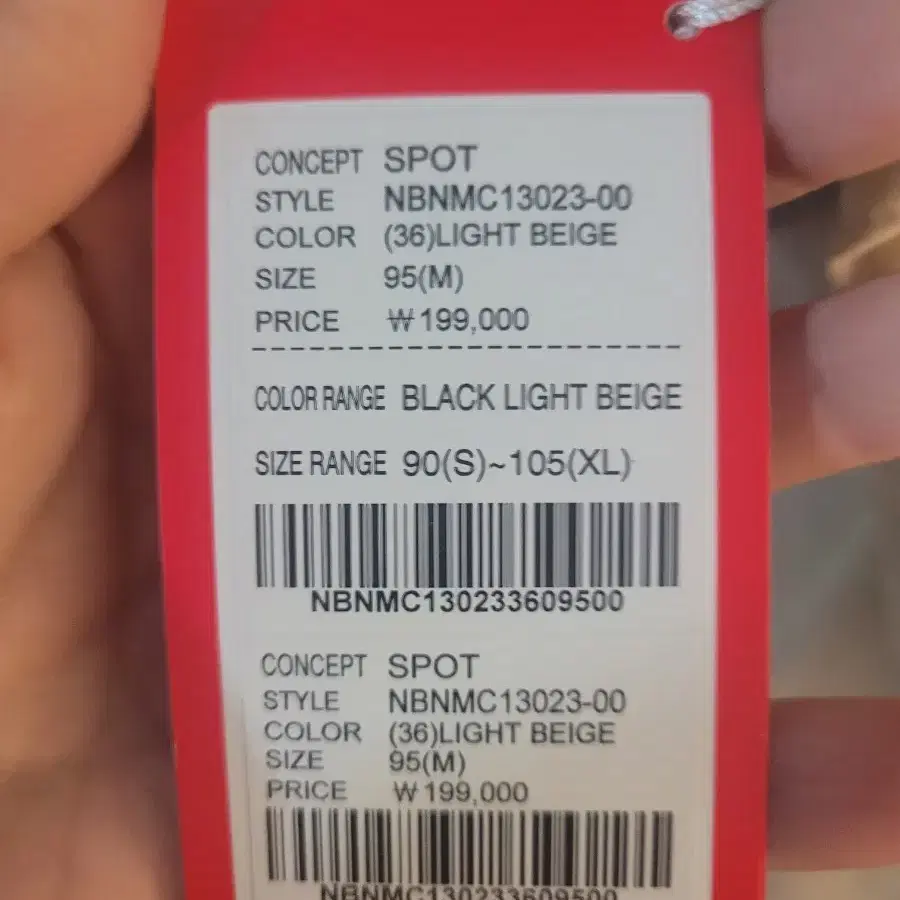 CONCEPT SPOT
STYLE NBNMC13023-00
COLOR (36)LIGHT BEIGE
SIZE 95(M)
PRICE ₩199,000
COLOR RANGE BLACK LIGHT BEIGE
SIZE RANGE 90(S)~105(XL)
NBNMC130233609500
CONCEPT SPOT
STYLE NBNMC13023-00
COLOR (36)LIGHT BEIGE
SIZE 95(M)
PRICE ₩199,000
NBNMC130233609500